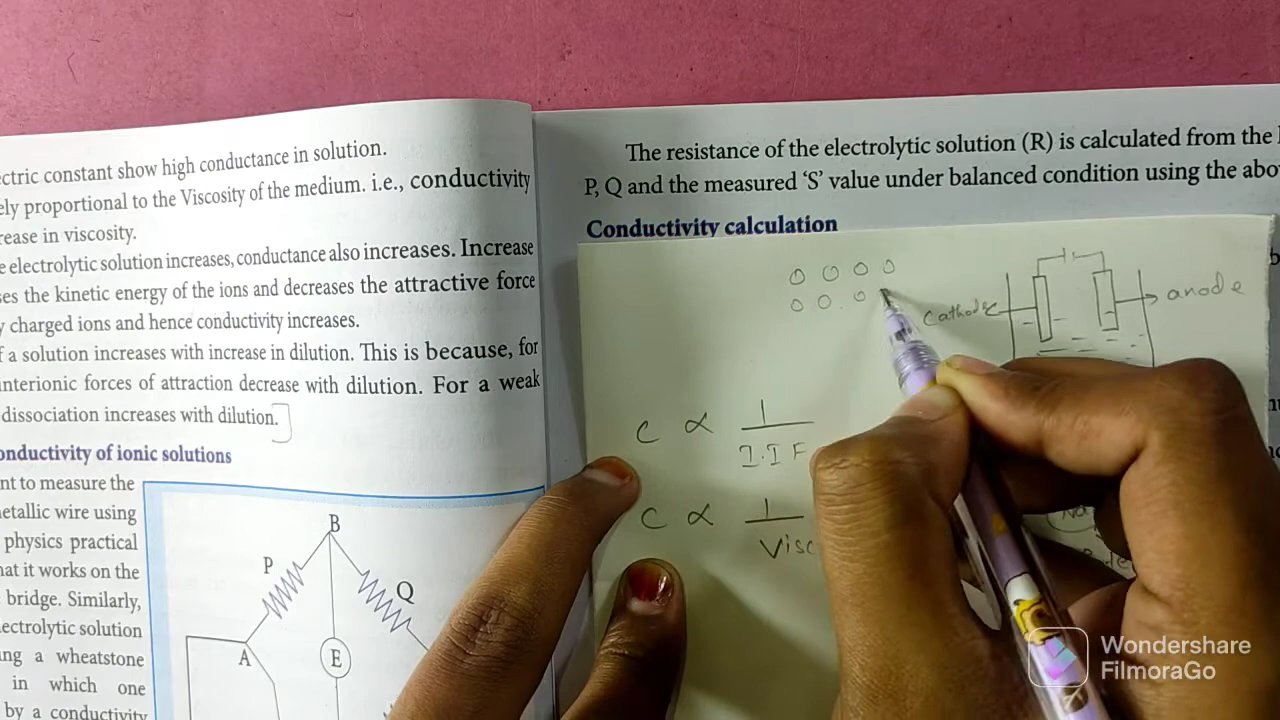 ectric constant show high conductance in solution.
ely proportional to the Viscosity of the medium. i.e., conductivity
rease in viscosity.
e electrolytic solution increases, conductance also increases. Increase
ses the kinetic energy of the ions and decreases the attractive force
y charged ions and hence conductivity increases.
f a solution increases with increase in dilution. This is because, for
interionic forces of attraction decrease with dilution. For a weak
dissociation increases with dilution.
onductivity of ionic solutions
nt to measure the
etallic wire using
physics practical
hat it works on the
bridge. Similarly,
lectrolytic solution
ing a wheatstone
in which one
by a conductivity
B
P
Q
A
E
The resistance of the electrolytic solution (R) is calculated from the
P, Q and the measured ‘S’ value under balanced condition using the abo
Conductivity calculation
cathode
anode
C ∝ 1
I.I F
C ∝ 1
Visc
Wondershare
FilmoraGo